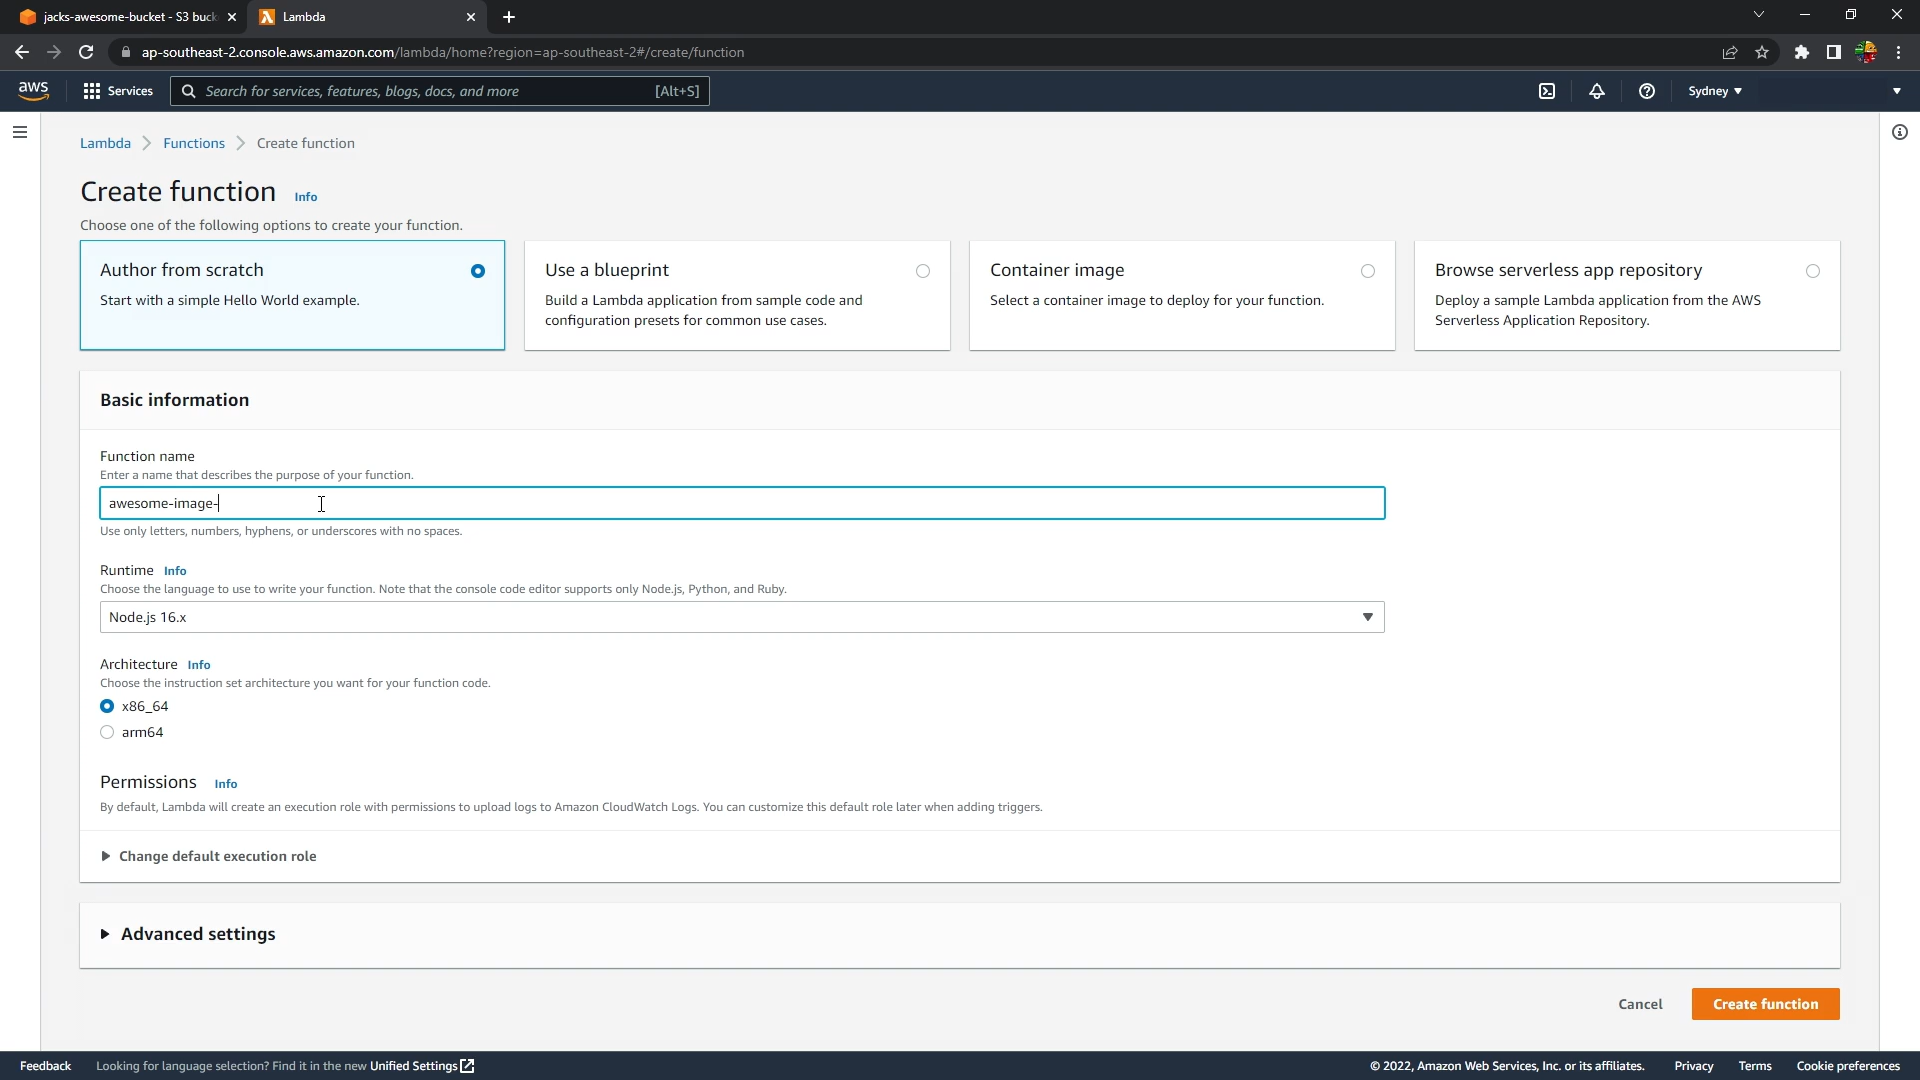 jacks-awesome-bucket - S3 buck
Lambda
ap-southeast-2.console.aws.amazon.com/lambda/home?region=ap-southeast-2#/create/function
aws
Services
Search for services, features, blogs, docs, and more
[Alt+S]
Sydney
Lambda
Functions
Create function
Create function Info
Choose one of the following options to create your function.
Author from scratch
Start with a simple Hello World example.
Use a blueprint
Build a Lambda application from sample code and
configuration presets for common use cases.
Container image
Select a container image to deploy for your function.
Browse serverless app repository
Deploy a sample Lambda application from the AWS
Serverless Application Repository.
Basic information
Function name
Enter a name that describes the purpose of your function.
awesome-image-
Use only letters, numbers, hyphens, or underscores with no spaces.
Runtime Info
Choose the language to use to write your function. Note that the console code editor supports only Node.js, Python, and Ruby.
Node.js 16.x
Architecture Info
Choose the instruction set architecture you want for your function code.
x86_64
arm64
Permissions Info
By default, Lambda will create an execution role with permissions to upload logs to Amazon CloudWatch Logs. You can customize this default role later when adding triggers.
Change default execution role
Advanced settings
Cancel
Create function
Feedback
Looking for language selection? Find it in the new Unified Settings
© 2022, Amazon Web Services, Inc. or its affiliates.
Privacy
Terms
Cookie preferences